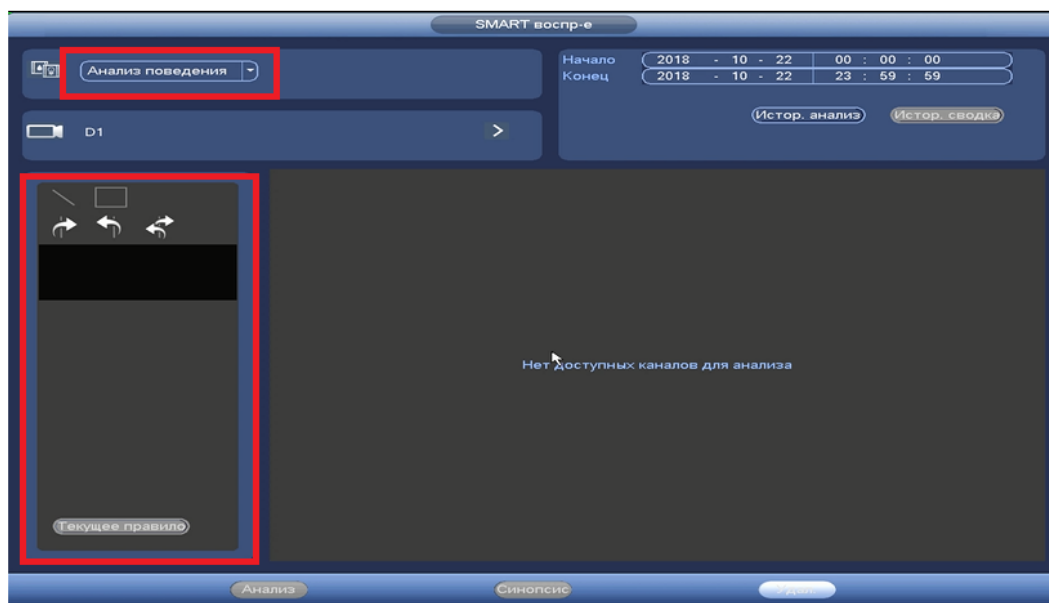 SMART воспр-е
Анализ поведения
Начало 2018 - 10 - 22 00 : 00 : 00
Конец 2018 - 10 - 22 23 : 59 : 59
Истор. анализ Истор. сводка
D1
Нет доступных каналов для анализа
Текущее правило
Анализ Синопсис